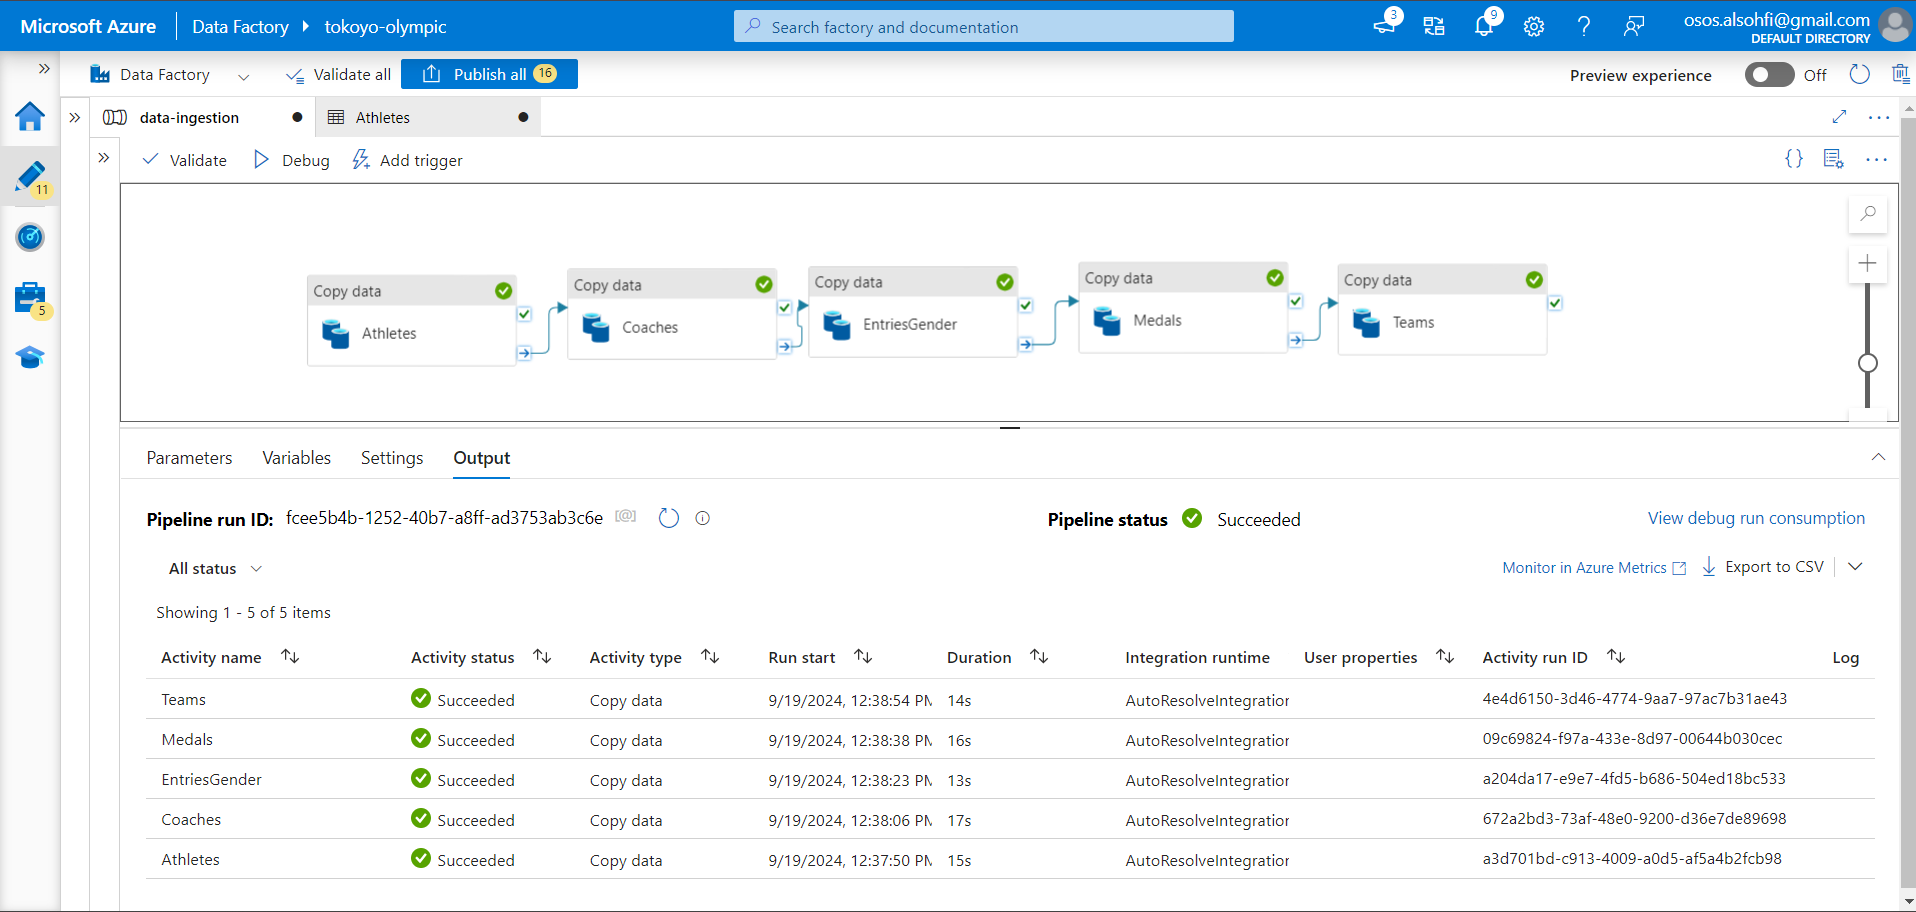 Microsoft Azure
Data Factory
tokoyo-olympic
Search factory and documentation
3
9
osos.alsohfi@gmail.com
DEFAULT DIRECTORY
Data Factory
Validate all
Publish all 16
Preview experience
Off
data-ingestion
Athletes
11
5
Validate
Debug
Add trigger
Copy data
Athletes
Copy data
Coaches
Copy data
EntriesGender
Copy data
Medals
Copy data
Teams
Parameters
Variables
Settings
Output
Pipeline run ID: fcee5b4b-1252-40b7-a8ff-ad3753ab3c6e
Pipeline status
Succeeded
View debug run consumption
All status
Monitor in Azure Metrics
Export to CSV
Showing 1 - 5 of 5 items
Activity name Activity status Activity type Run start Duration Integration runtime User properties Activity run ID Log
Teams Succeeded Copy data 9/19/2024, 12:38:54 PM 14s AutoResolveIntegration 4e4d6150-3d46-4774-9aa7-97ac7b31ae43
Medals Succeeded Copy data 9/19/2024, 12:38:38 PM 16s AutoResolveIntegration 09c69824-f97a-433e-8d97-00644b030cec
EntriesGender Succeeded Copy data 9/19/2024, 12:38:23 PM 13s AutoResolveIntegration a204da17-e9e7-4fd5-b686-504ed18bc533
Coaches Succeeded Copy data 9/19/2024, 12:38:06 PM 17s AutoResolveIntegration 672a2bd3-73af-48e0-9200-d36e7de89698
Athletes Succeeded Copy data 9/19/2024, 12:37:50 PM 15s AutoResolveIntegration a3d701bd-c913-4009-a0d5-af5a4b2fcb98